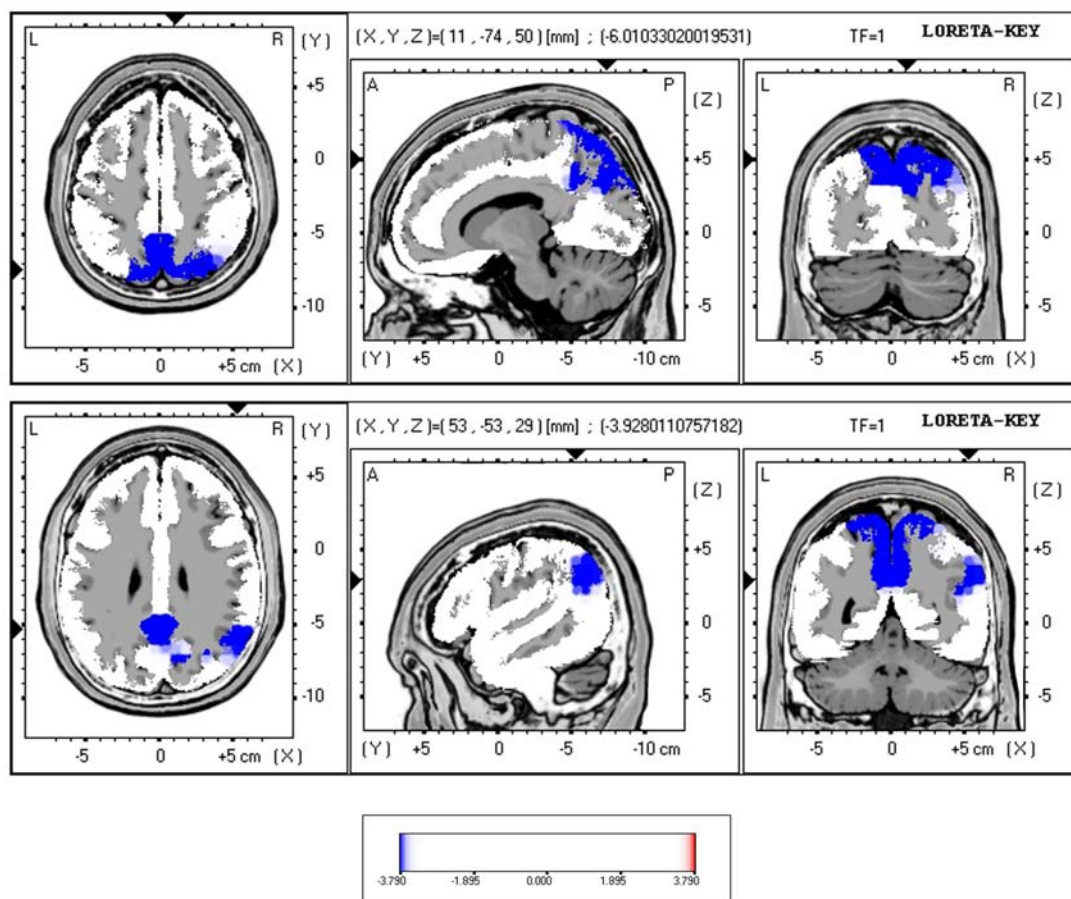 L R (Y) (X,Y,Z)=(11,-74,50)[mm] ; (-6.01033020019531) TF=1 LORETA-KEY
A P (Z) L R (Z)
+5 +5 +5
0 0 0
-5 -5 -5
-10
-5 0 +5 cm (X) (Y) +5 0 -5 -10 cm -5 0 +5 cm (X)
L R (Y) (X,Y,Z)=(53,-53,29)[mm] ; (-3.9280110757182) TF=1 LORETA-KEY
A P (Z) L R (Z)
+5 +5 +5
0 0 0
-5 -5 -5
-10
-5 0 +5 cm (X) (Y) +5 0 -5 -10 cm -5 0 +5 cm (X)
-3.790 -1.895 0.000 1.895 3.790